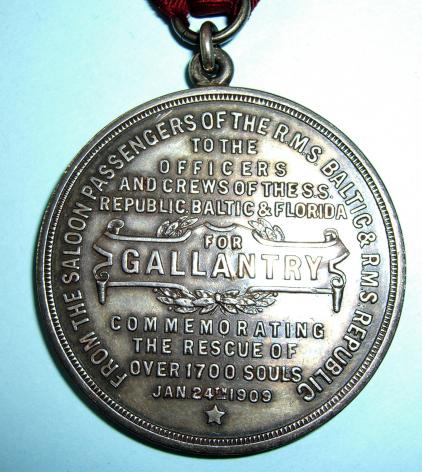 FROM THE SALOON PASSENGERS OF THE R.M.S. BALTIC & R.M.S REPUBLIC
TO THE
OFFICERS
AND CREWS OF THE S.S.
REPUBLIC. BALTIC & FLORIDA
FOR
GALLANTRY
COMMEMORATING
THE RESCUE OF
OVER 1700 SOULS
JAN 24TH 1909